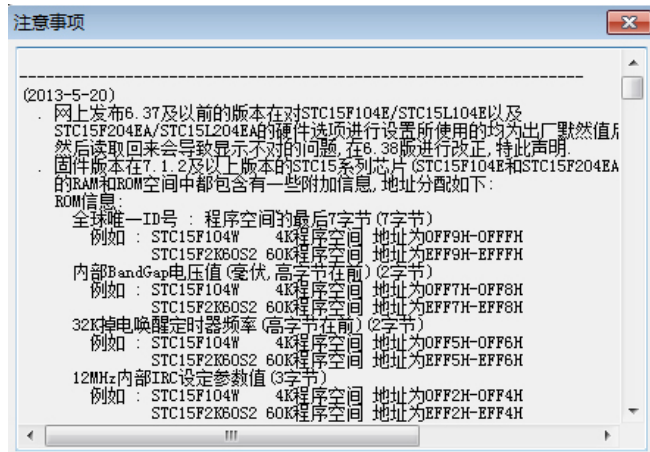 注意事项
--------------------------------------------------------------
(2013-5-20)
. 网上发布6.37及以前的版本在对STC15F104E/STC15L104E以及
STC15F204EA/STC15L204EA的硬件选项进行设置所使用的均为出厂默然值
然后读取回来会导致显示不对的问题,在6.38版进行改正,特此声明.
. 固件版本在7.1.2及以上版本的STC15系列芯片(STC15F104E和STC15F204EA
的RAM和ROM空间中都包含有一些附加信息,地址分配如下:
ROM信息:
全球唯一ID号 : 程序空间的最后7字节(7字节)
例如 : STC15F104W 4K程序空间 地址为0FF9H-0FFFH
STC15F2K60S2 60K程序空间 地址为EFF9H-EFFFH
内部BandGap电压值(毫伏,高字节在前)(2字节)
例如 : STC15F104W 4K程序空间 地址为0FF7H-0FF8H
STC15F2K60S2 60K程序空间 地址为EFF7H-EFF8H
32K掉电唤醒定时器频率(高字节在前)(2字节)
例如 : STC15F104W 4K程序空间 地址为0FF5H-0FF6H
STC15F2K60S2 60K程序空间 地址为EFF5H-EFF6H
12MHz内部IRC设定参数值(3字节)
例如 : STC15F104W 4K程序空间 地址为0FF2H-0FF4H
STC15F2K60S2 60K程序空间 地址为EFF2H-EFF4H